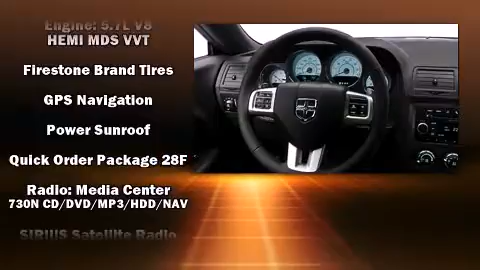 Engine: 5.7L V8
HEMI MDS VVT
Firestone Brand Tires
GPS Navigation
Power Sunroof
Quick Order Package 28F
Radio: Media Center
730N CD/DVD/MP3/HDD/NAV
SIRIUS Satellite Radio